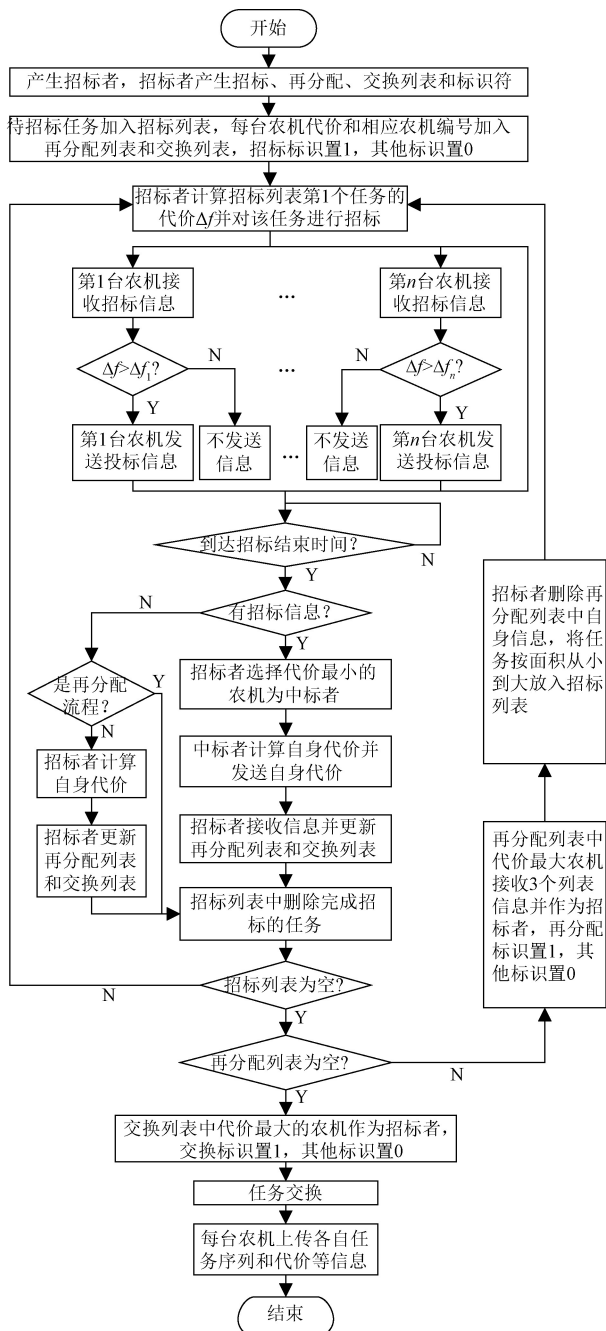 开始
产生招标者，招标者产生招标、再分配、交换列表和标识符
待招标任务加入招标列表，每台农机代价和相应农机编号加入
再分配列表和交换列表，招标标识置1，其他标识置0
招标者计算招标列表第1个任务的
代价Δf并对该任务进行招标
第1台农机接
收招标信息
...
第n台农机接
收招标信息
Δf>Δf₁?
N
Y
...
N
Δf>Δfₙ?
Y
第1台农机发
送投标信息
不发送
信息
...
不发送
信息
第n台农机发
送投标信息
到达招标结束时间?
N
Y
有招标信息?
N
Y
是再分配
流程?
Y
N
招标者计算
自身代价
招标者更新
再分配列表
和交换列表
招标者选择代价最小的
农机为中标者
中标者计算自身代价并
发送自身代价
招标者接收信息并更新
再分配列表和交换列表
招标列表中删除完成招
标的任务
招标列表为空?
N
Y
再分配列表为空?
N
Y
招标者删除再
分配列表中自
身信息，将任
务按面积从小
到大放入招标
列表
再分配列表中
代价最大农机
接收3个列表
信息并作为招
标者，再分配
标识置1，其
他标识置0
交换列表中代价最大的农机作为招标者，
交换标识置1，其他标识置0
任务交换
每台农机上传各自任
务序列和代价等信息
结束